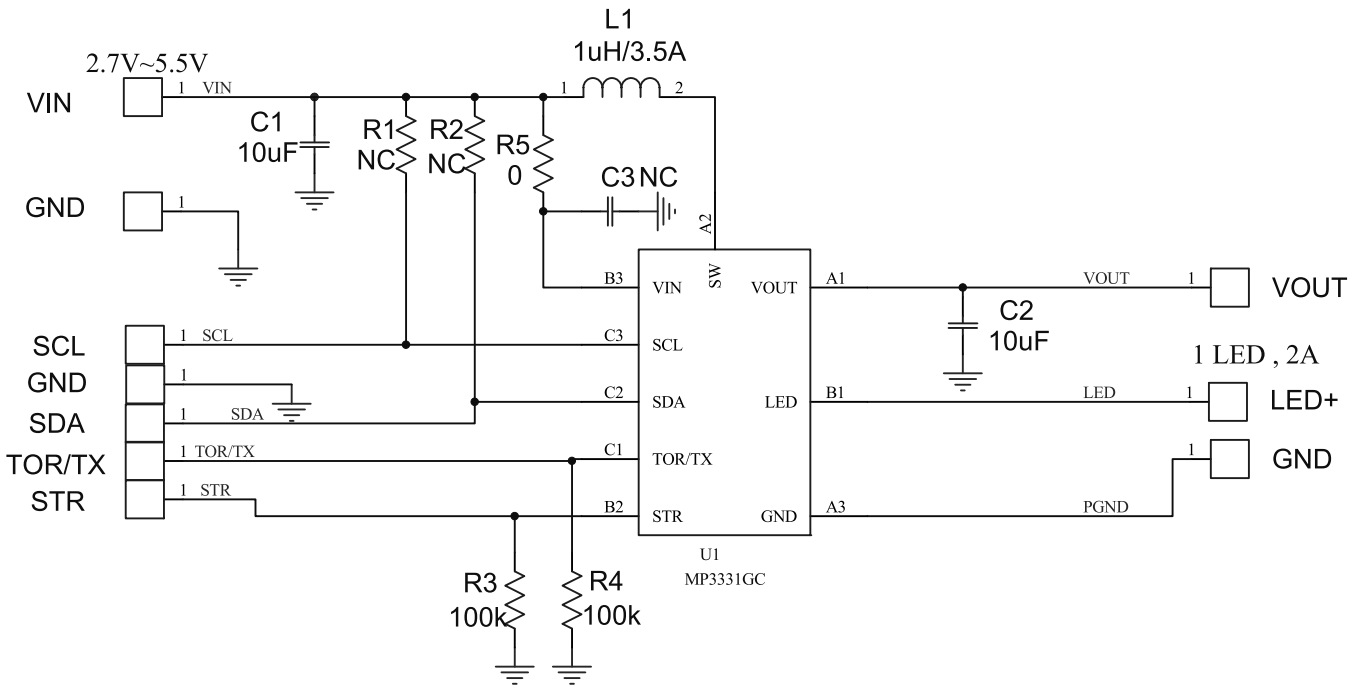 L1
1uH/3.5A
2.7V~5.5V
VIN
1 VIN
1
2
C1
10uF
R1
NC
R2
NC
R5
0
C3 NC
GND
1
A2
SW
B3
VIN
VOUT
A1
VOUT
1
VOUT
C2
10uF
SCL
1 SCL
C3
SCL
1 LED , 2A
GND
1
SDA
1 SDA
C2
SDA
LED
B1
LED
1
LED+
TOR/TX
1 TOR/TX
C1
TOR/TX
1
GND
STR
1 STR
B2
STR
GND
A3
PGND
U1
MP3331GC
R3
100k
R4
100k